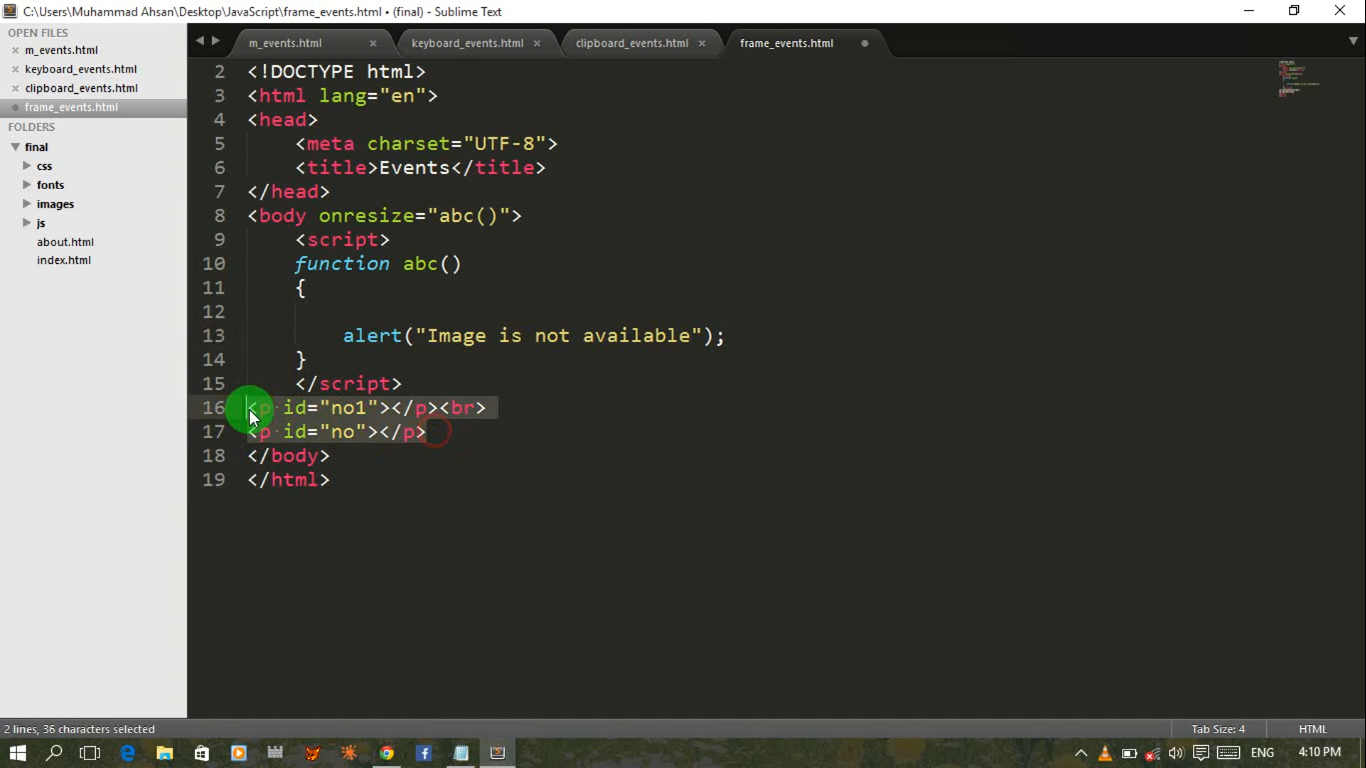 C:\Users\Muhammad Ahsan\Desktop\JavaScript\frame_events.html • (final) - Sublime Text
OPEN FILES
m_events.html
keyboard_events.html
clipboard_events.html
frame_events.html
FOLDERS
final
css
fonts
images
js
about.html
index.html
m_events.html
keyboard_events.html
clipboard_events.html
frame_events.html
2 <!DOCTYPE html>
3 <html lang="en">
4 <head>
5 <meta charset="UTF-8">
6 <title>Events</title>
7 </head>
8 <body onresize="abc()">
9 <script>
10 function abc()
11 {
12
13 alert("Image is not available");
14 }
15 </script>
16 <p id="no1"></p><br>
17 <p id="no"></p>
18 </body>
19 </html>
2 lines, 36 characters selected
Tab Size: 4
HTML
ENG
4:10 PM